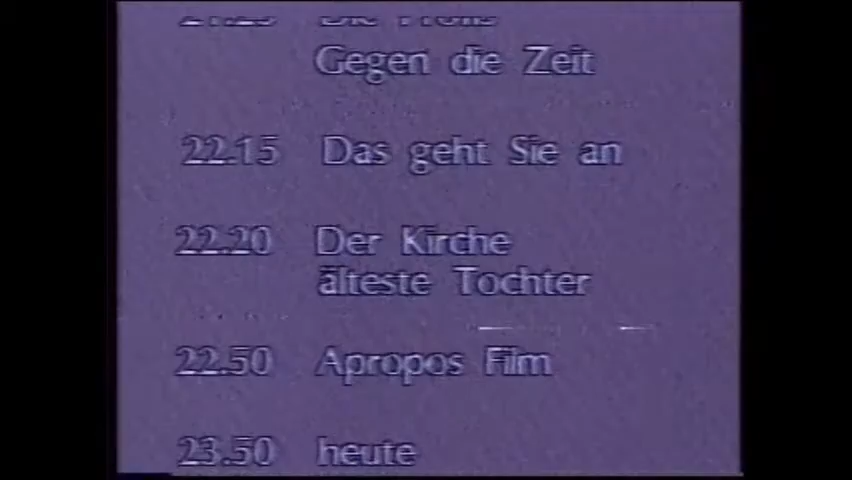 Gegen die Zeit
22.15 Das geht Sie an
22.20 Der Kirche
älteste Tochter
22.50 Apropos Film
23.50 heute